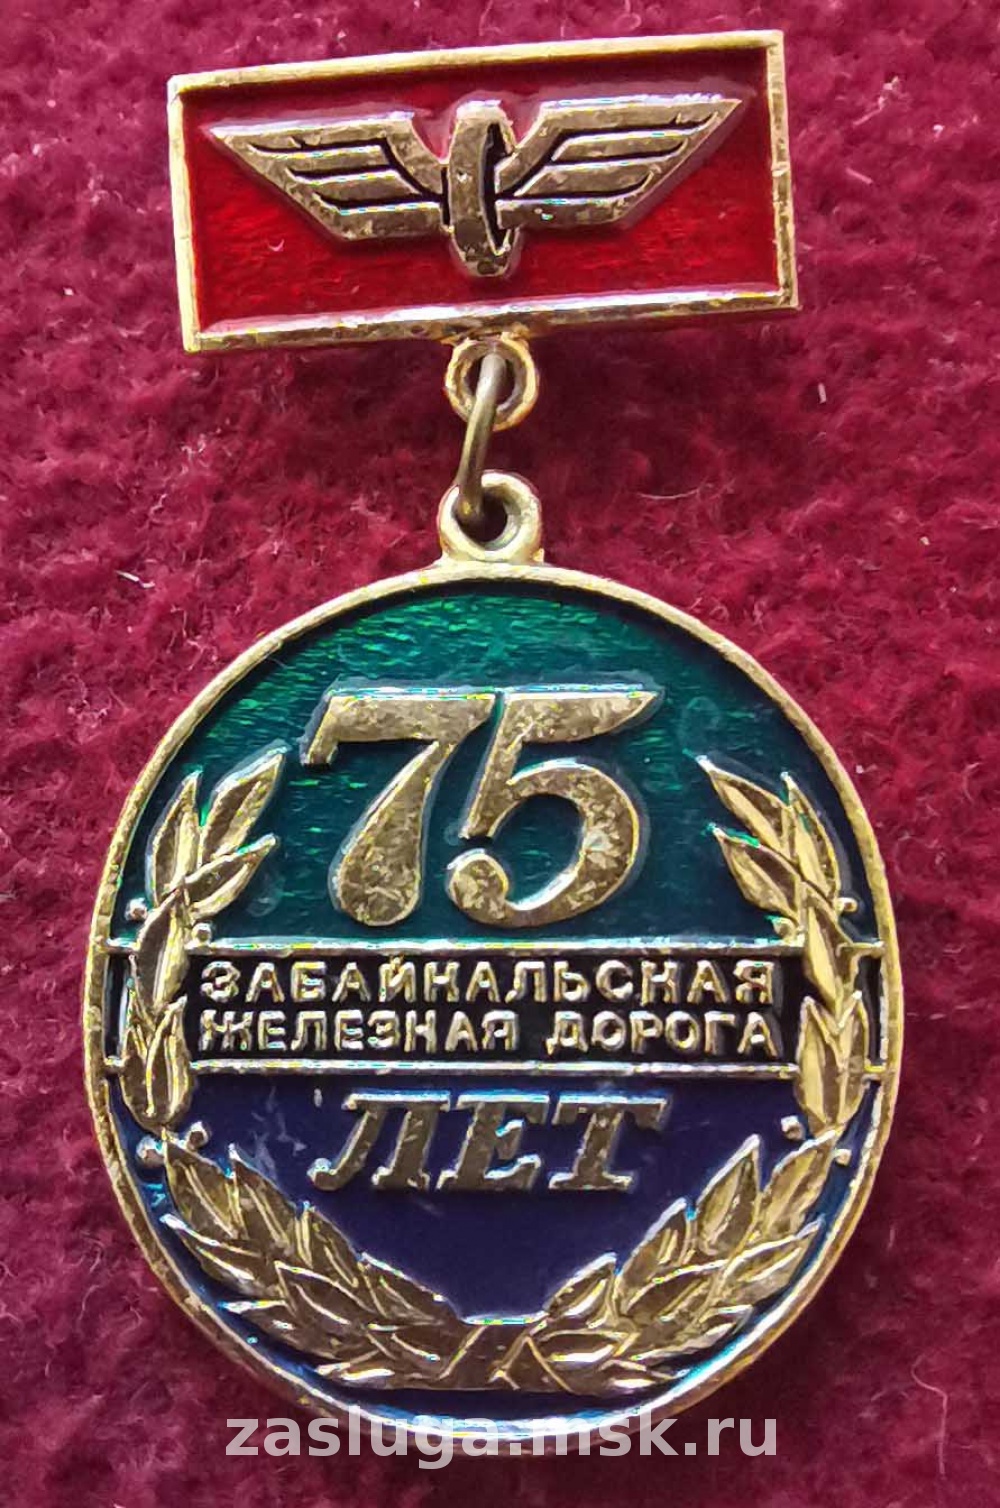 75
ЗАБАЙКАЛЬСКАЯ
ЖЕЛЕЗНАЯ ДОРОГА
ЛЕТ
zasluga.msk.ru